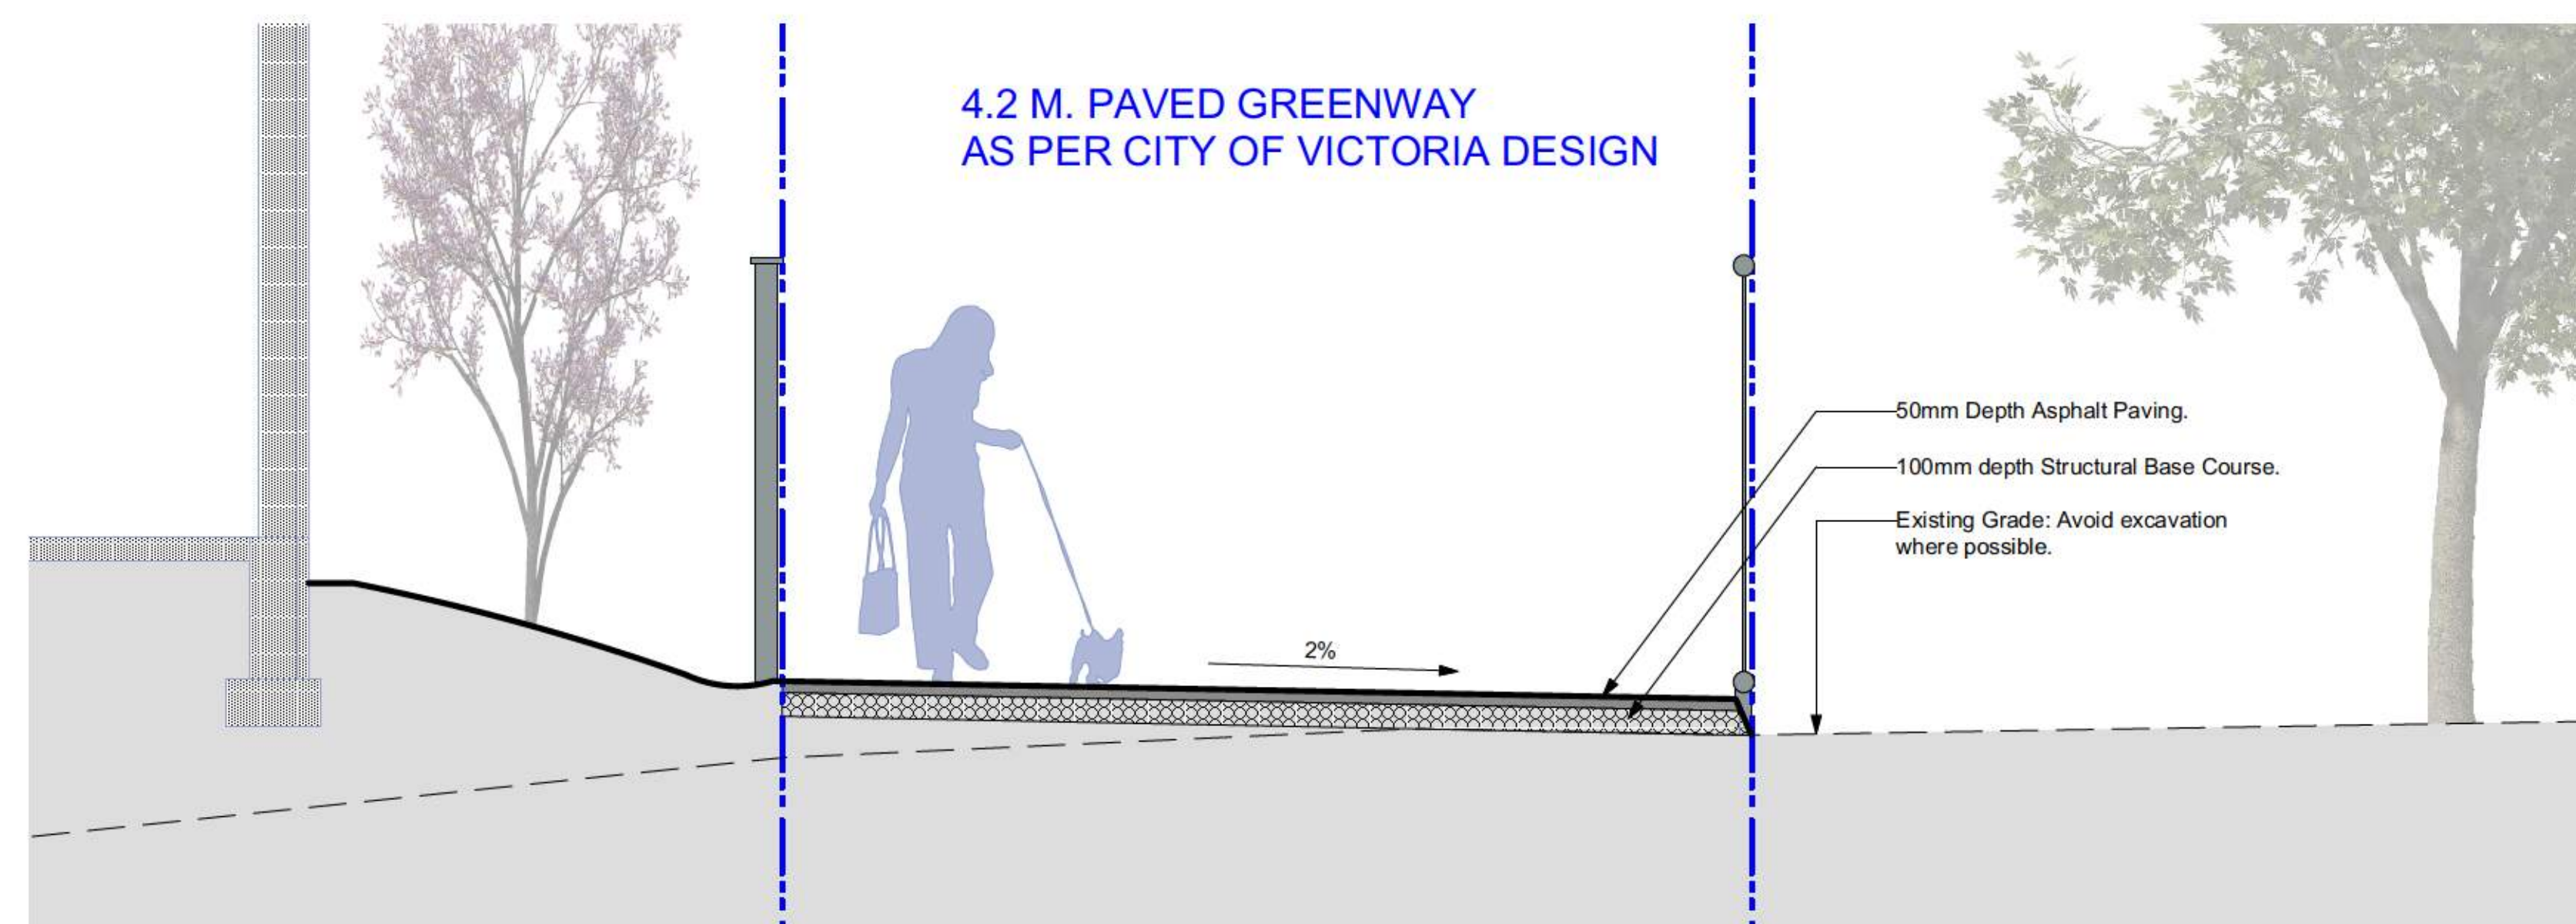 4.2 M. PAVED GREENWAY
AS PER CITY OF VICTORIA DESIGN
50mm Depth Asphalt Paving.
100mm depth Structural Base Course.
Existing Grade: Avoid excavation
where possible.
2%